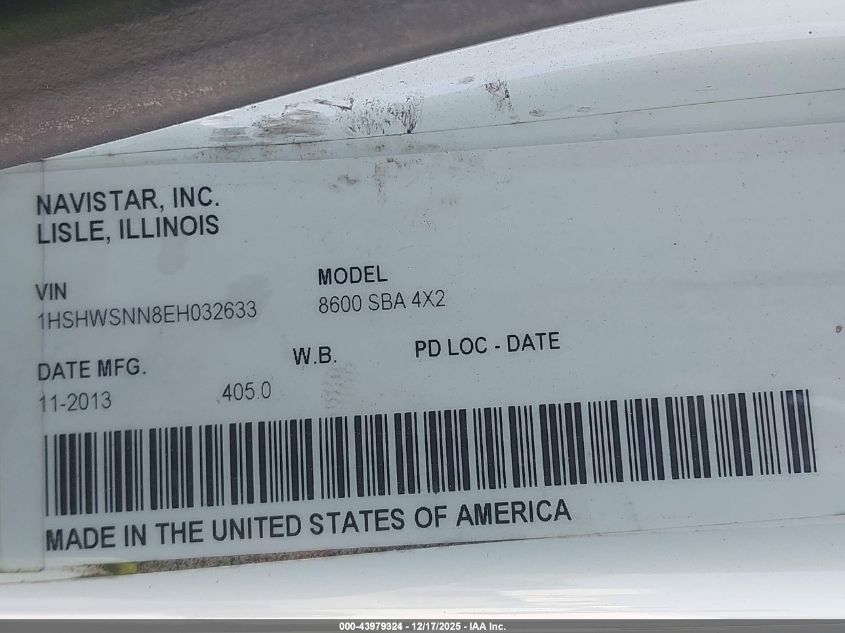 NAVISTAR, INC.
LISLE, ILLINOIS
VIN
1HSHWSNN8EH032633
MODEL
8600 SBA 4X2
DATE MFG.
11-2013
W.B.
405.0
PD LOC - DATE
MADE IN THE UNITED STATES OF AMERICA
000-43979324 - 12/17/2025 - IAA Inc.